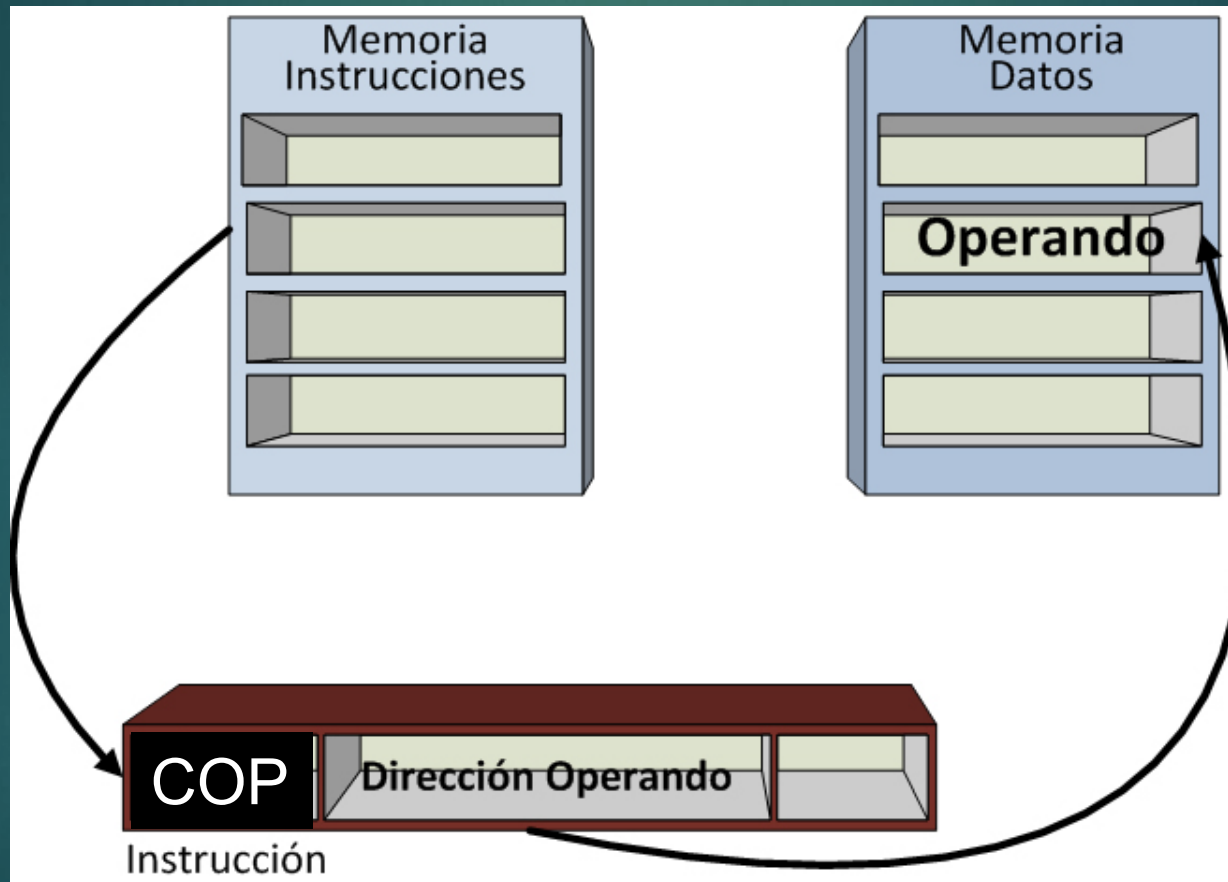 Memoria
Instrucciones
Memoria
Datos
Operando
COP
Dirección Operando
Instrucción